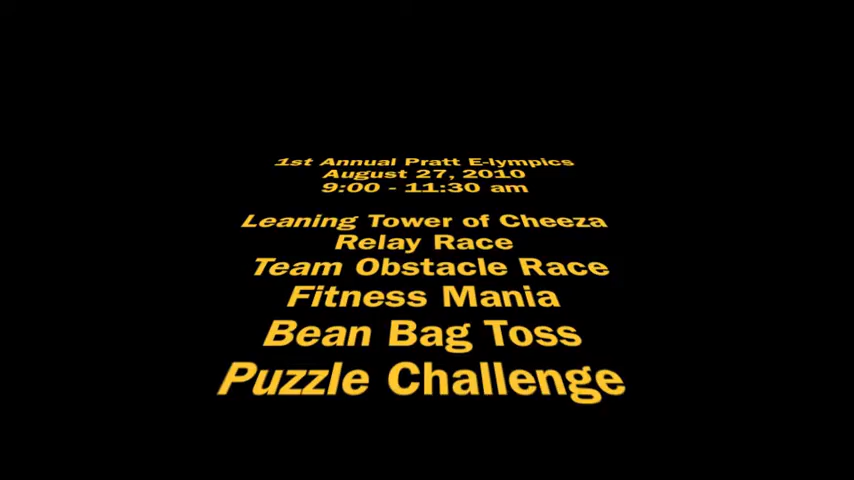 1st Annual Pratt E-lympics
August 27, 2010
9:00 - 11:30 am
Leaning Tower of Cheeza
Relay Race
Team Obstacle Race
Fitness Mania
Bean Bag Toss
Puzzle Challenge